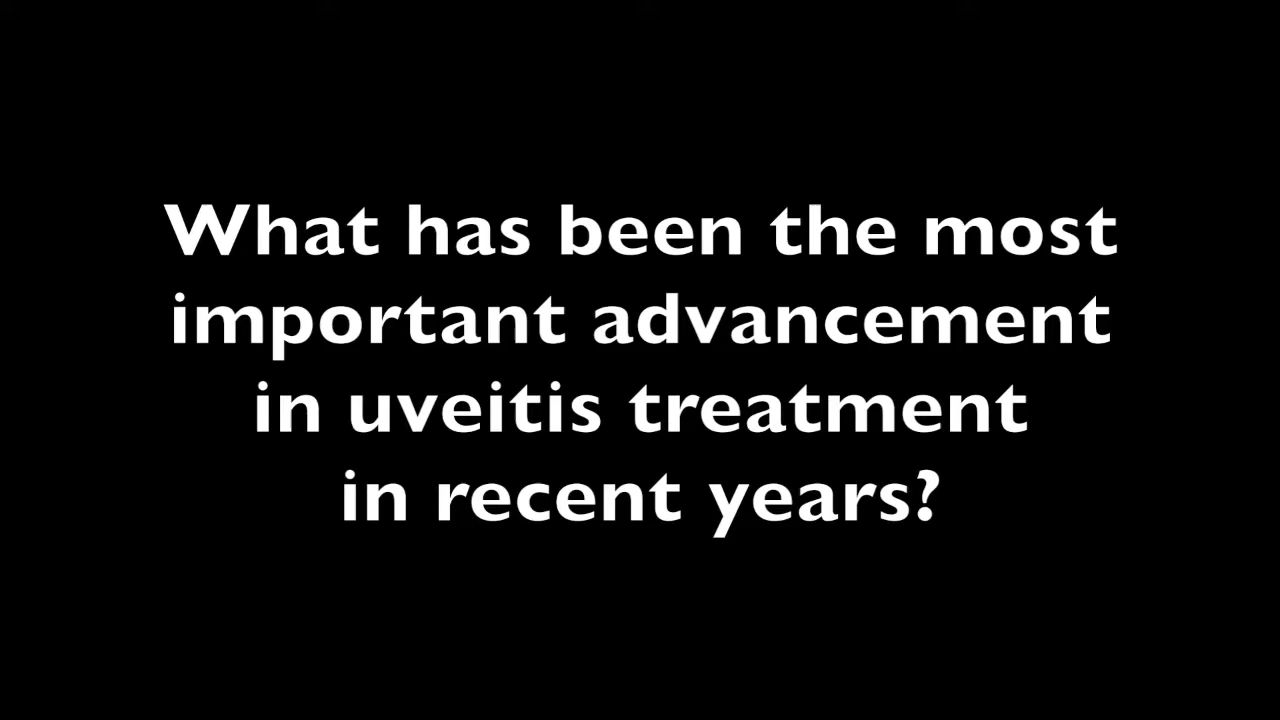 What has been the most
important advancement
in uveitis treatment
in recent years?